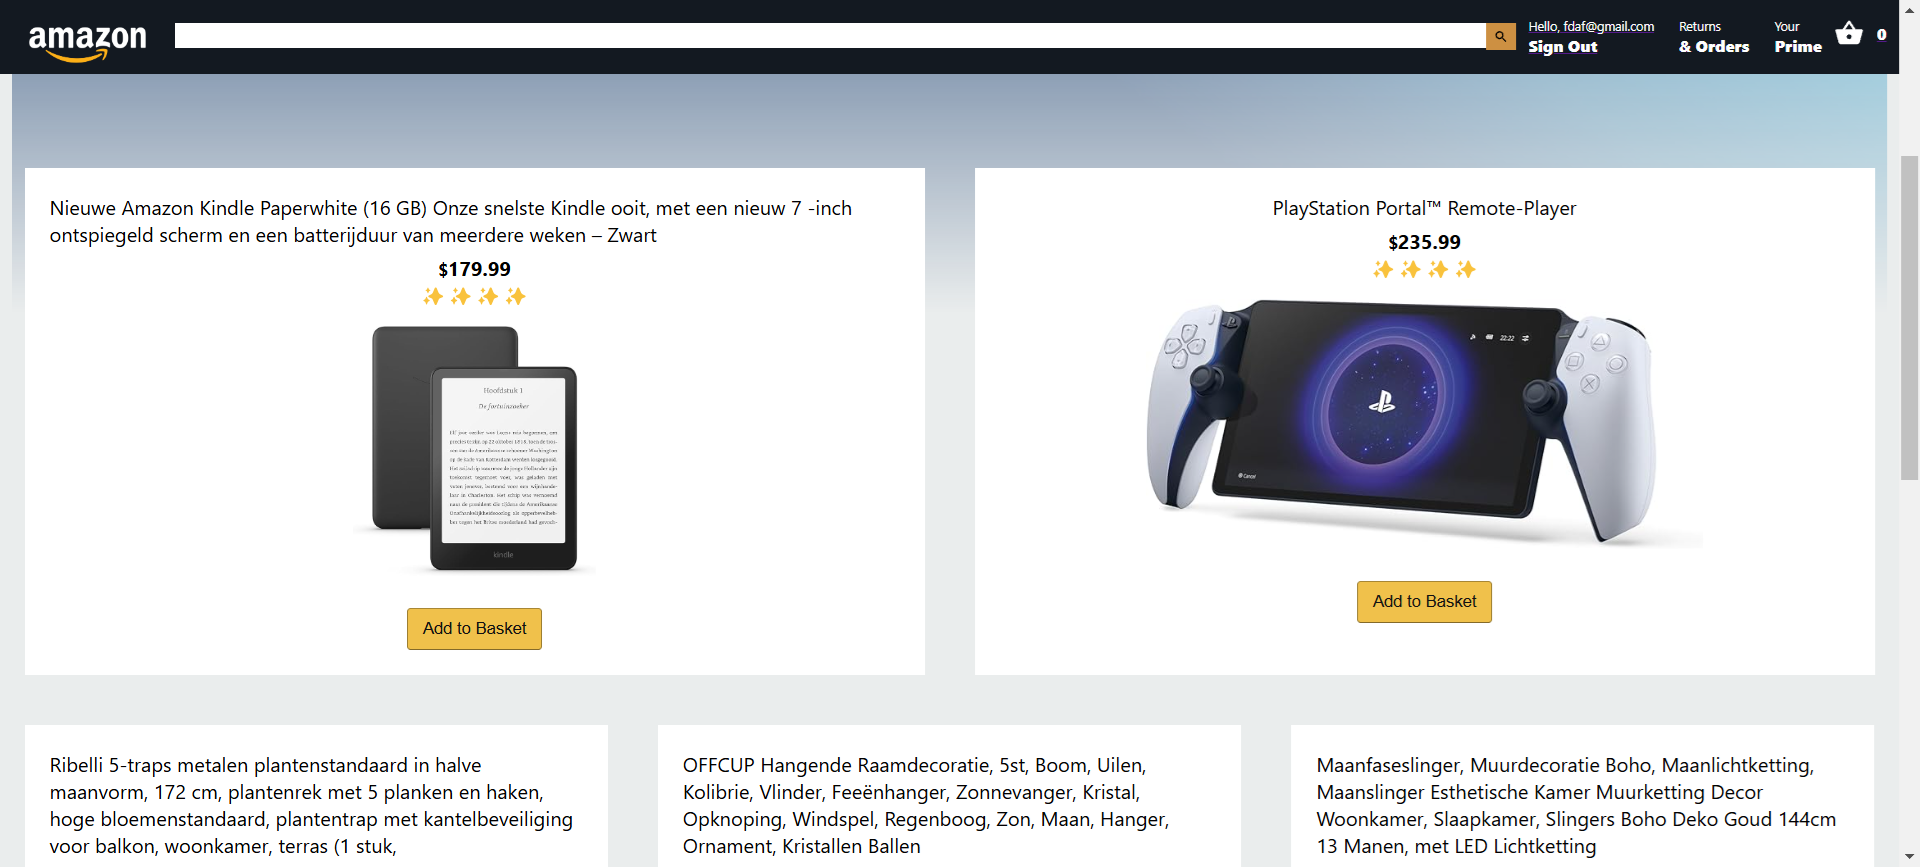 amazon
Hello, fdaf@gmail.com
Sign Out
Returns
& Orders
Your
Prime
0
Nieuwe Amazon Kindle Paperwhite (16 GB) Onze snelste Kindle ooit, met een nieuw 7 -inch
ontspiegeld scherm en een batterijduur van meerdere weken – Zwart
$179.99
Hoofdstuk 1
De fortuinzoeker
kindle
Add to Basket
PlayStation Portal™ Remote-Player
$235.99
22:22
Cancel
Add to Basket
Ribelli 5-traps metalen plantenstandaard in halve
maanvorm, 172 cm, plantenrek met 5 planken en haken,
hoge bloemenstandaard, plantentrap met kantelbeveiliging
voor balkon, woonkamer, terras (1 stuk,
OFFCUP Hangende Raamdecoratie, 5st, Boom, Uilen,
Kolibrie, Vlinder, Feeënhanger, Zonnevanger, Kristal,
Opknoping, Windspel, Regenboog, Zon, Maan, Hanger,
Ornament, Kristallen Ballen
Maanfaseslinger, Muurdecoratie Boho, Maanlichtketting,
Maanslinger Esthetische Kamer Muurketting Decor
Woonkamer, Slaapkamer, Slingers Boho Deko Goud 144cm
13 Manen, met LED Lichtketting